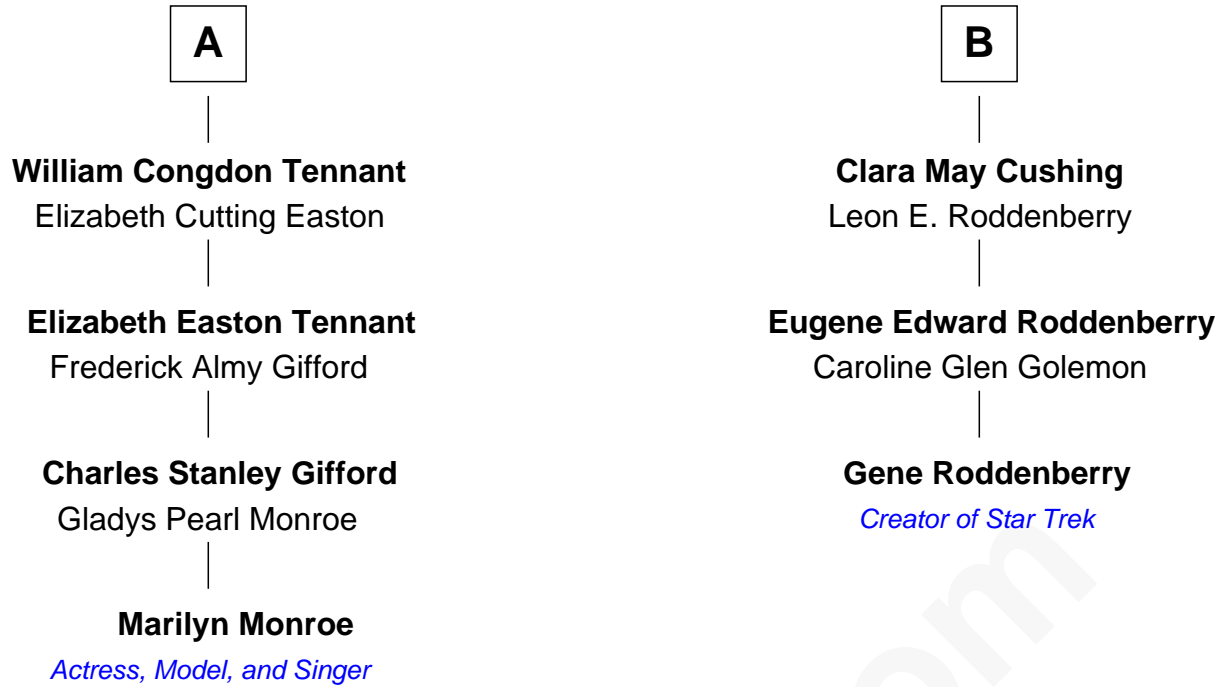 A
William Congdon Tennant
Elizabeth Cutting Easton
Elizabeth Easton Tennant
Frederick Almy Gifford
Charles Stanley Gifford
Gladys Pearl Monroe
Marilyn Monroe
Actress, Model, and Singer
B
Clara May Cushing
Leon E. Roddenberry
Eugene Edward Roddenberry
Caroline Glen Golemon
Gene Roddenberry
Creator of Star Trek
om